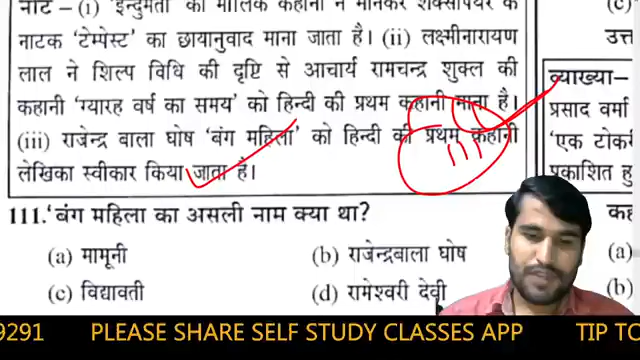 नोट –(i) 'इन्दुमती' को मौलिक कहानी न मानकर शेक्सपियर के
नाटक 'टेम्पेस्ट' का छायानुवाद माना जाता है। (ii) लक्ष्मीनारायण
लाल ने शिल्प विधि की दृष्टि से आचार्य रामचन्द्र शुक्ल की
कहानी 'ग्यारह वर्ष का समय' को हिन्दी की प्रथम कहानी माना है।
(iii) राजेन्द्र बाला घोष 'बंग महिला' को हिन्दी की प्रथम कहानी
लेखिका स्वीकार किया जाता है।
111.'बंग महिला का असली नाम क्या था?
(a) मामूनी
(b) राजेन्द्रबाला घोष
(c) विद्यावती
(d) रामेश्वरी देवी
(c)
उत्त
व्याख्या–
प्रसाद वर्मा
'एक टोकरी
प्रकाशित हु
कह
(a)
(b)
9291 PLEASE SHARE SELF STUDY CLASSES APP TIP TO